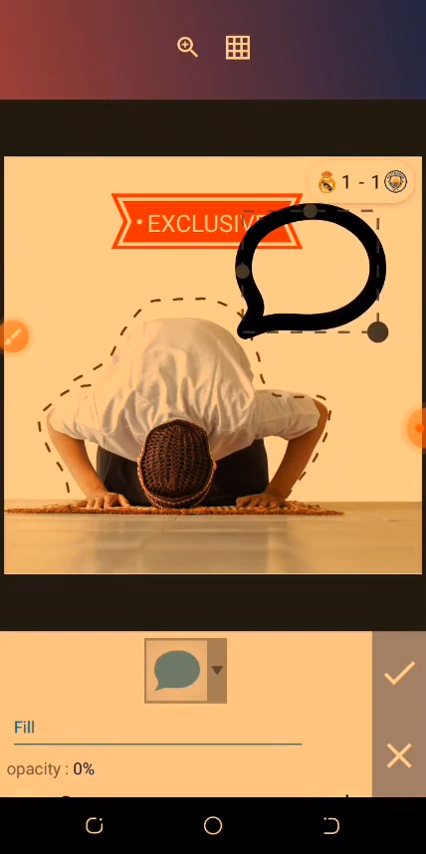 1 - 1
• EXCLUSIVE
Fill
opacity : 0%